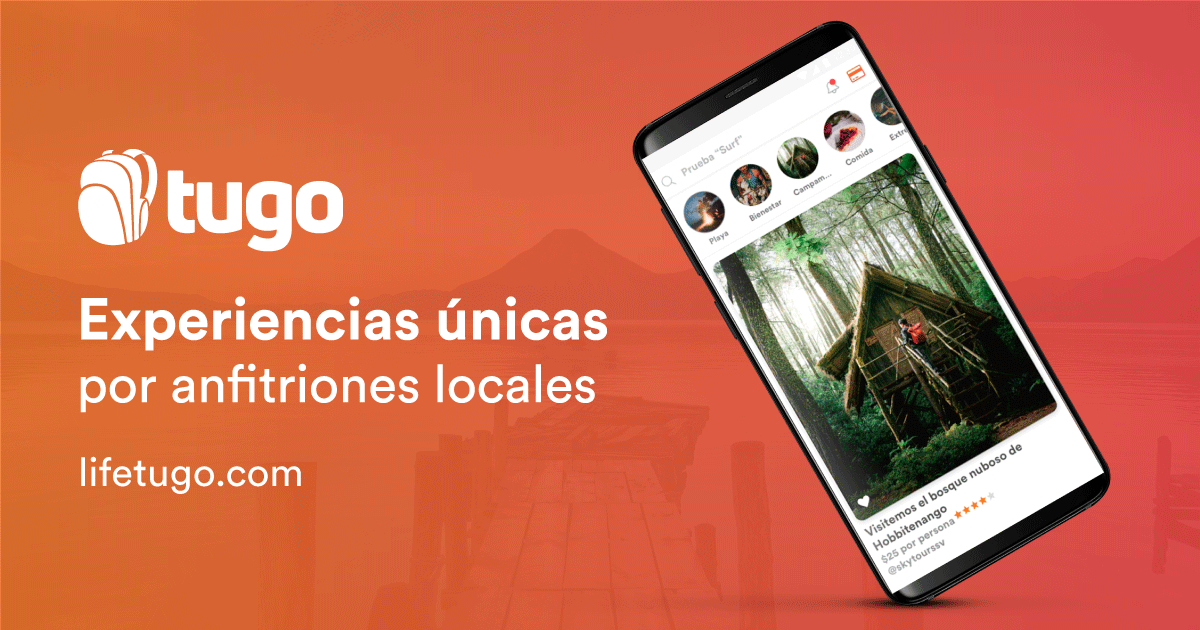 tugo
Experiencias únicas
por anfitriones locales
lifetugo.com
Prueba "Surf"
Playa
Bienestar
Campam...
Comida
Extre
Visitemos el bosque nuboso de
Hobbitenango
$25 por persona
@skytourssv